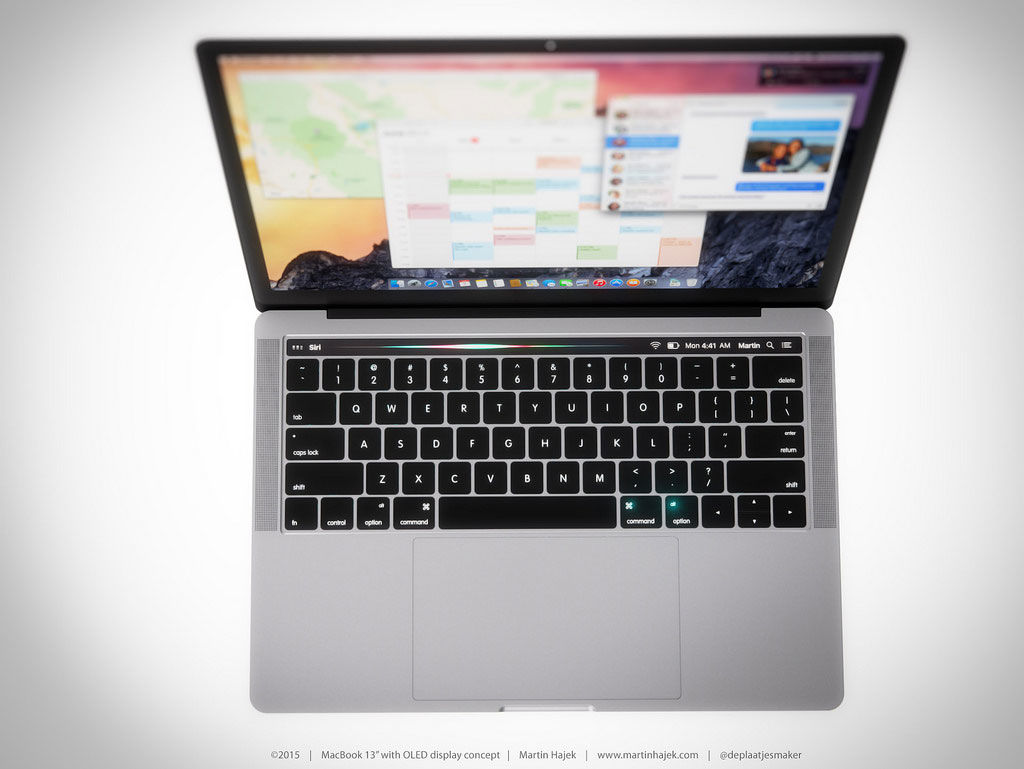 Siri Mon 4:41 AM Martin
~ ! @ # $ % ^ & * ( ) _ +
` 1 2 3 4 5 6 7 8 9 0 - = delete
tab Q W E R T Y U I O P { [ } ] | \
caps lock A S D F G H J K L : ; " ' enter return
shift Z X C V B N M < , > . ? / shift
fn control alt option ⌘ command ⌘ command alt option
©2015 | MacBook 13" with OLED display concept | Martin Hajek | www.martinhajek.com | @deplaatjesmaker